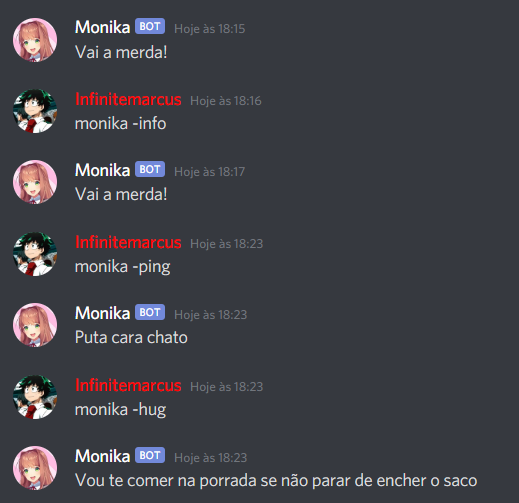 Monika BOT Hoje às 18:15
Vai a merda!
Infinitemarcus Hoje às 18:16
monika -info
Monika BOT Hoje às 18:17
Vai a merda!
Infinitemarcus Hoje às 18:23
monika -ping
Monika BOT Hoje às 18:23
Puta cara chato
Infinitemarcus Hoje às 18:23
monika -hug
Monika BOT Hoje às 18:23
Vou te comer na porrada se não parar de encher o saco